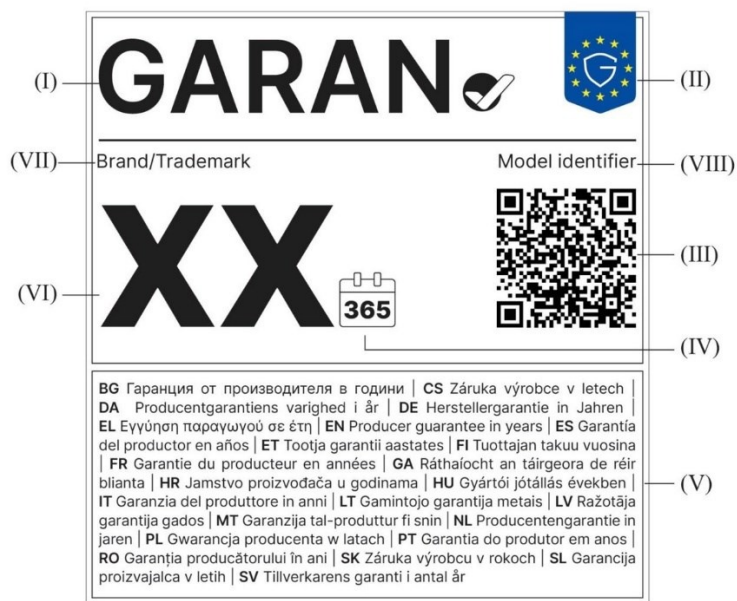 (I) GARAN (II)
(VII) Brand/Trademark Model identifier (VIII)
(III)
(VI) XX 365
(IV)
BG Гаранция от производителя в години | CS Záruka výrobce v letech |
DA Producentgarantiens varighed i år | DE Herstellergarantie in Jahren |
EL Εγγύηση παραγωγού σε έτη | EN Producer guarantee in years | ES Garantía
del productor en años | ET Tootja garantii aastates | FI Tuottajan takuu vuosina
| FR Garantie du producteur en années | GA Ráthaíocht an táirgeora de réir
blianta | HR Jamstvo proizvođača u godinama | HU Gyártói jótállás években |
IT Garanzia del produttore in anni | LT Gamintojo garantija metais | LV Ražotāja
garantija gados | MT Garanzija tal-produttur fi snin | NL Producentengarantie in
jaren | PL Gwarancja producenta w latach | PT Garantia do produtor em anos |
RO Garanția producătorului în ani | SK Záruka výrobcu v rokoch | SL Garancija
proizvajalca v letih | SV Tillverkarens garanti i antal år
(V)